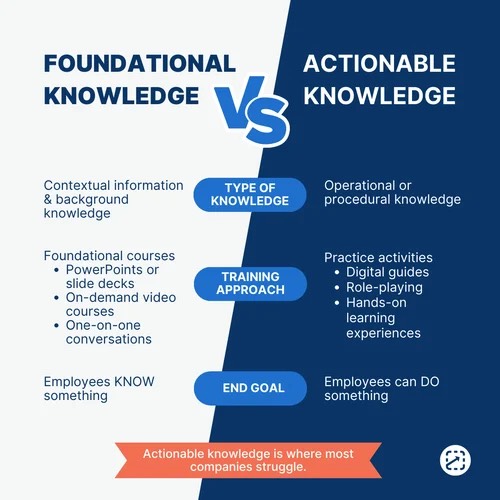 FOUNDATIONAL
KNOWLEDGE
VS
ACTIONABLE
KNOWLEDGE
Contextual information
& background
knowledge
TYPE OF
KNOWLEDGE
Operational or
procedural knowledge
Foundational courses
• PowerPoints or
slide decks
• On-demand video
courses
• One-on-one
conversations
TRAINING
APPROACH
Practice activities
• Digital guides
• Role-playing
• Hands-on
learning
experiences
Employees KNOW
something
END GOAL
Employees can DO
something
Actionable knowledge is where most
companies struggle.